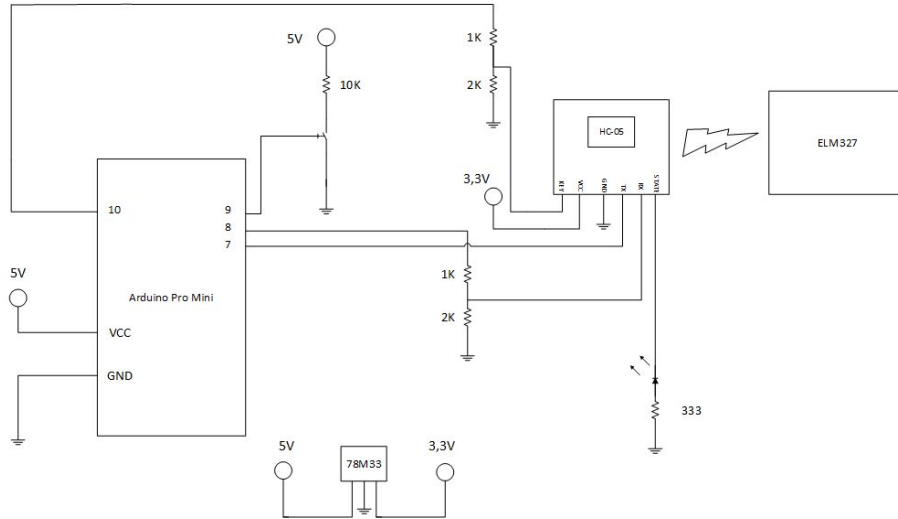 5V
10K
1K
2K
HC-05
ELM327
KEY
VCC
GND
TX
RX
STATE
3,3V
10
9
8
7
5V
Arduino Pro Mini
VCC
GND
1K
2K
333
5V
78M33
3,3V